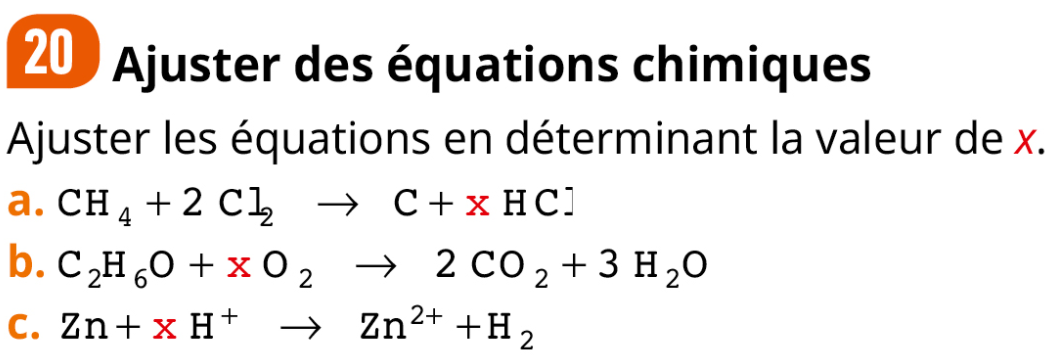 20 Ajuster des équations chimiques
Ajuster les équations en déterminant la valeur de x.
a. CH₄ + 2 Cl₂ → C + x HCl
b. C₂H₆O + x O₂ → 2 CO₂ + 3 H₂O
c. Zn + x H⁺ → Zn²⁺ + H₂